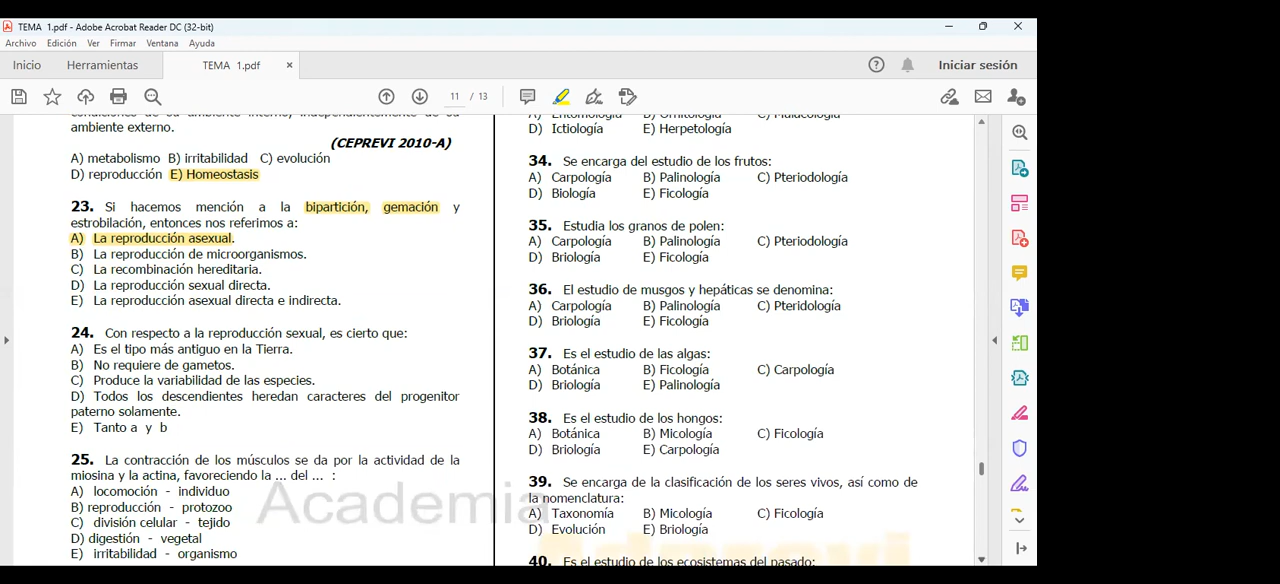 TEMA 1.pdf - Adobe Acrobat Reader DC (32-bit)
Archivo Edición Ver Firmar Ventana Ayuda
Inicio Herramientas TEMA 1.pdf × Iniciar sesión
11 / 13
condiciones de su ambiente interno, independientemente de su
ambiente externo.
(CEPREVI 2010-A)
A) metabolismo B) irritabilidad C) evolución
D) reproducción E) Homeostasis
23. Si hacemos mención a la bipartición, gemación y
estrobilación, entonces nos referimos a:
A) La reproducción asexual.
B) La reproducción de microorganismos.
C) La recombinación hereditaria.
D) La reproducción sexual directa.
E) La reproducción asexual directa e indirecta.
24. Con respecto a la reproducción sexual, es cierto que:
A) Es el tipo más antiguo en la Tierra.
B) No requiere de gametos.
C) Produce la variabilidad de las especies.
D) Todos los descendientes heredan caracteres del progenitor
paterno solamente.
E) Tanto a y b
25. La contracción de los músculos se da por la actividad de la
miosina y la actina, favoreciendo la ... del ... :
A) locomoción - individuo
B) reproducción - protozoo
C) división celular - tejido
D) digestión - vegetal
E) irritabilidad - organismo
A) Entomología B) Ornitología C) Malacología
D) Ictiología E) Herpetología
34. Se encarga del estudio de los frutos:
A) Carpología B) Palinología C) Pteriodología
D) Biología E) Ficología
35. Estudia los granos de polen:
A) Carpología B) Palinología C) Pteriodología
D) Briología E) Ficología
36. El estudio de musgos y hepáticas se denomina:
A) Carpología B) Palinología C) Pteridología
D) Briología E) Ficología
37. Es el estudio de las algas:
A) Botánica B) Ficología C) Carpología
D) Briología E) Palinología
38. Es el estudio de los hongos:
A) Botánica B) Micología C) Ficología
D) Briología E) Carpología
39. Se encarga de la clasificación de los seres vivos, así como de
la nomenclatura:
A) Taxonomía B) Micología C) Ficología
D) Evolución E) Briología
40. Es el estudio de los ecosistemas del pasado:
Academia